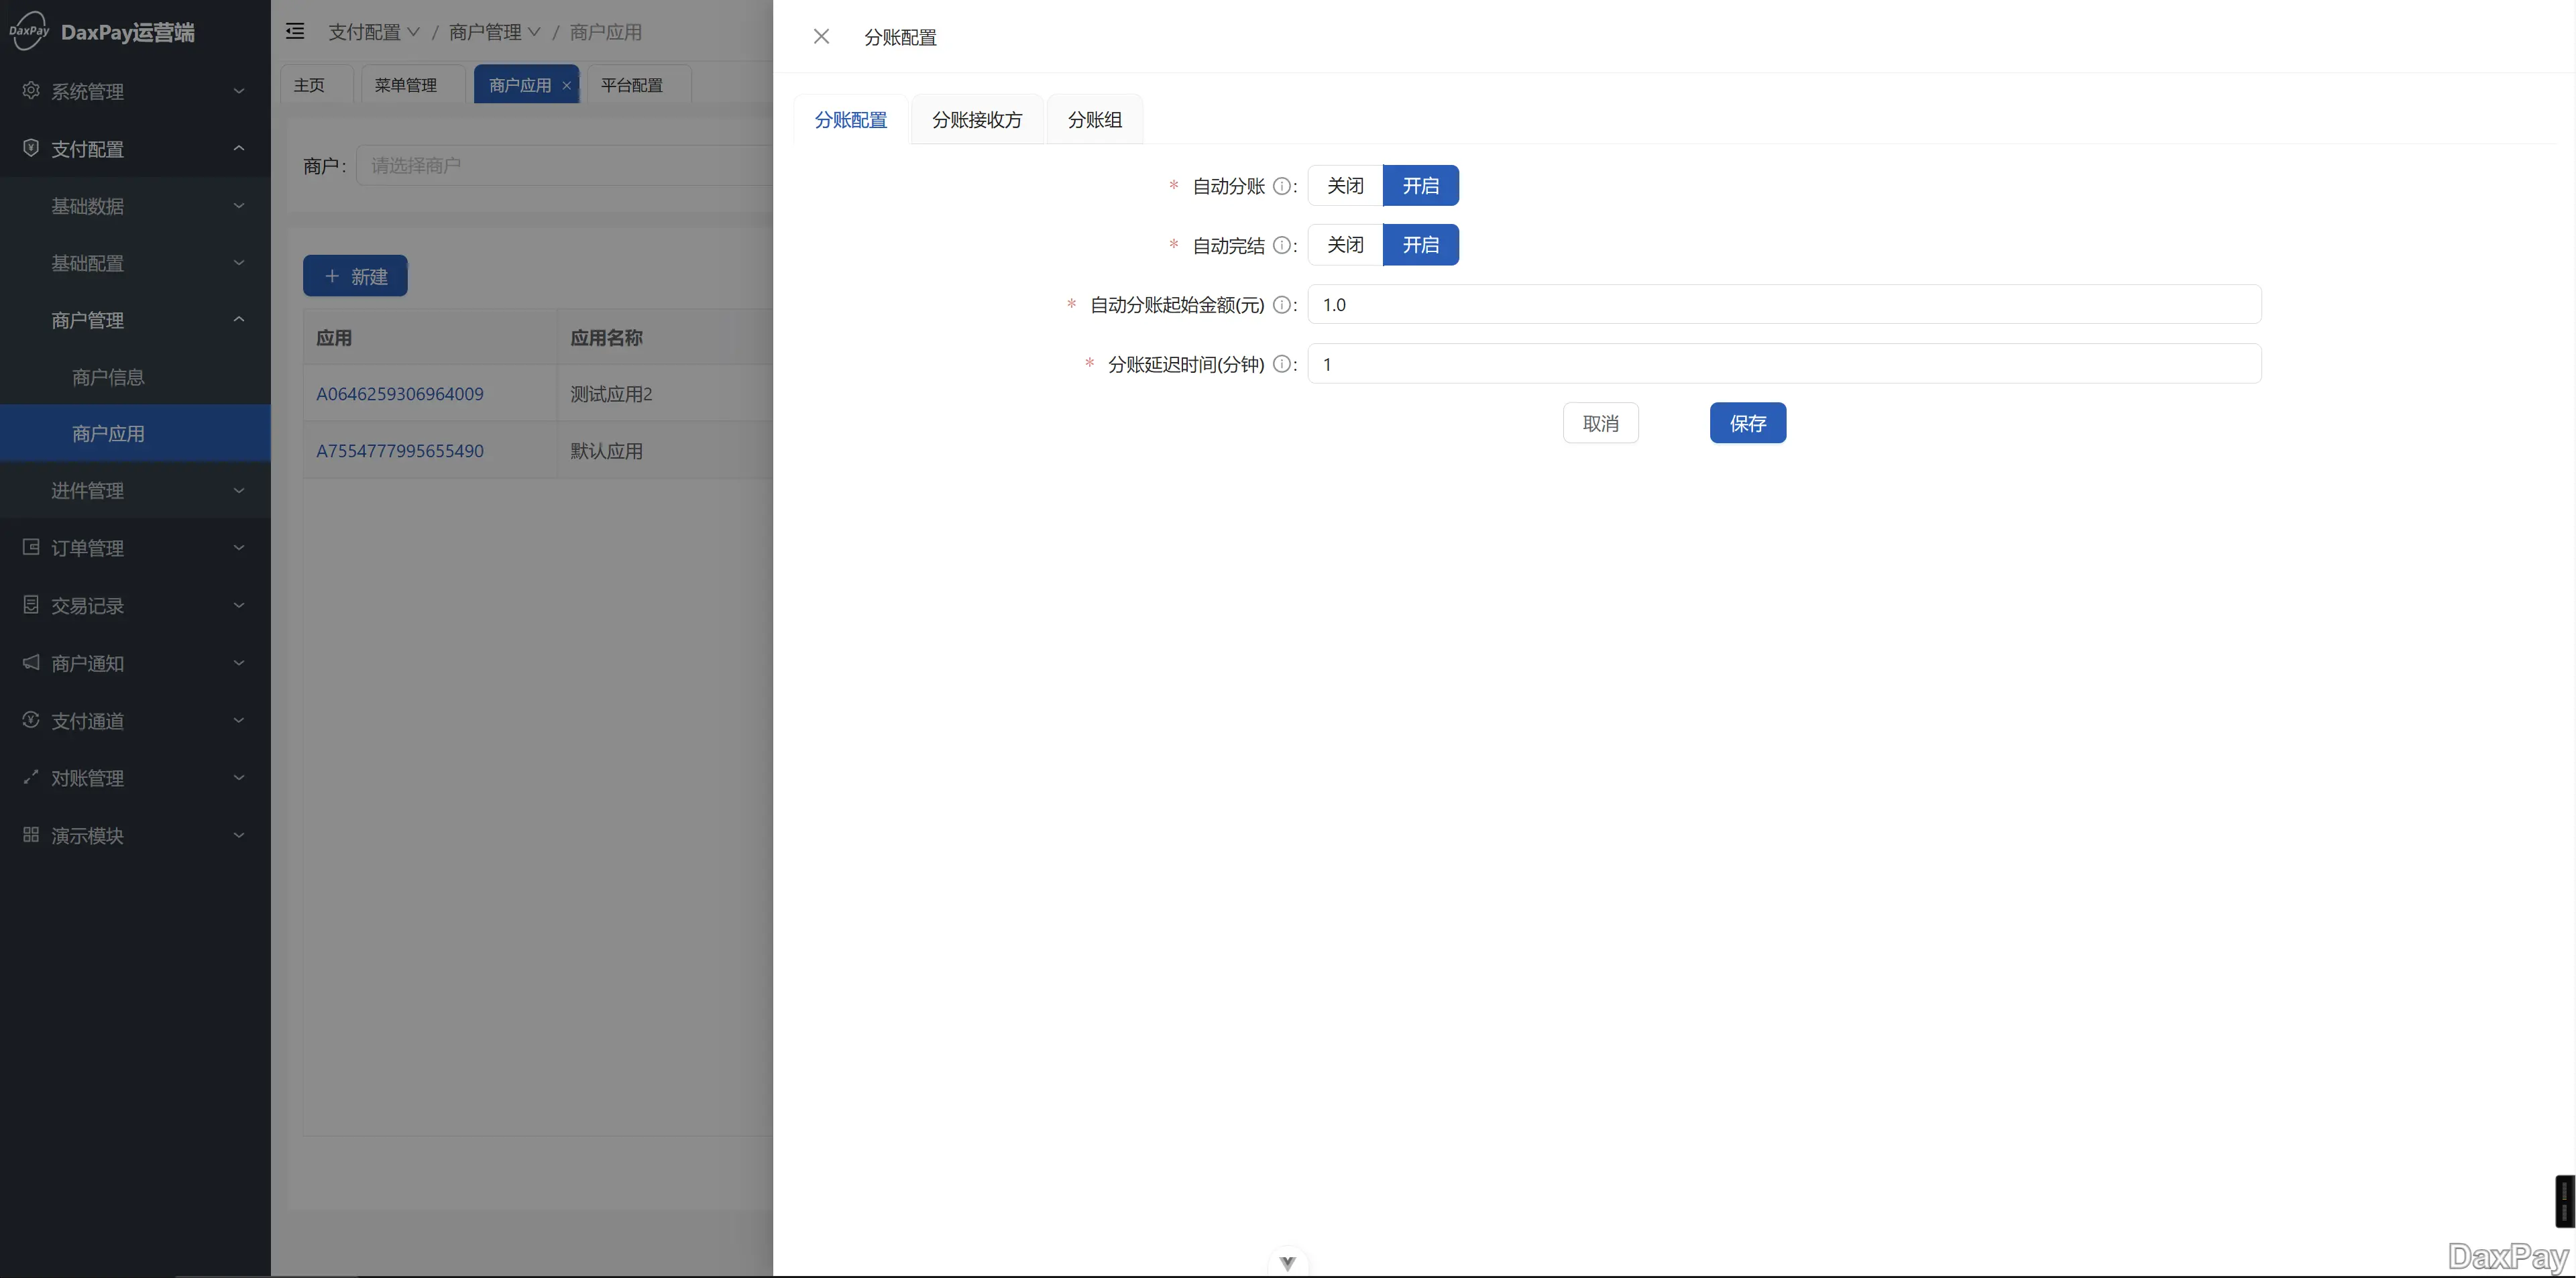 DaxPay DaxPay运营端
系统管理
支付配置
基础数据
基础配置
商户管理
商户信息
商户应用
进件管理
订单管理
交易记录
商户通知
支付通道
对账管理
演示模块
支付配置 / 商户管理 / 商户应用
主页 菜单管理 商户应用 平台配置
商户: 请选择商户
新建
应用 应用名称
A0646259306964009 测试应用2
A7554777995655490 默认应用
分账配置
分账配置 分账接收方 分账组
* 自动分账 : 关闭 开启
* 自动完结 : 关闭 开启
* 自动分账起始金额(元) : 1.0
* 分账延迟时间(分钟) : 1
取消 保存
DaxPay